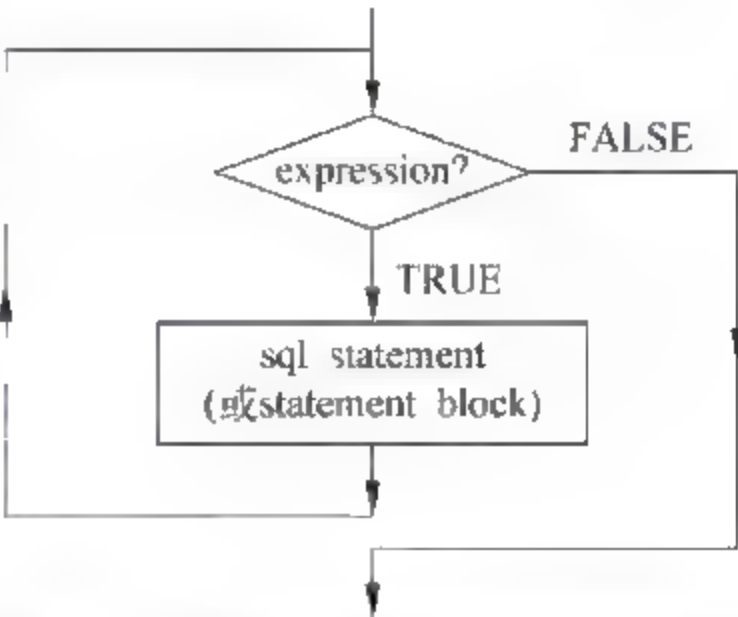 expression?
FALSE
TRUE
sql statement
(或statement block)